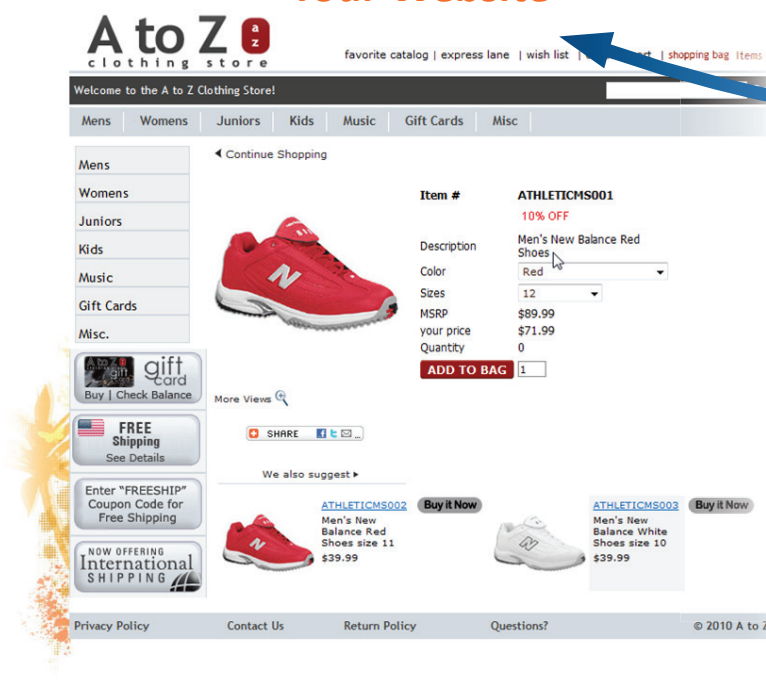 Your Website
A to Z a z
clothing store
favorite catalog | express lane | wish list | shopping bag Items
Welcome to the A to Z Clothing Store!
Mens Womens Juniors Kids Music Gift Cards Misc
Mens
Womens
Juniors
Kids
Music
Gift Cards
Misc.
A to Z gift gift card
Buy | Check Balance
FREE
Shipping
See Details
Enter "FREESHIP"
Coupon Code for
Free Shipping
NOW OFFERING
International
SHIPPING
Continue Shopping
N
Item # ATHLETICMS001
10% OFF
Description Men's New Balance Red
Shoes
Color Red
Sizes 12
MSRP $89.99
your price $71.99
Quantity 0
ADD TO BAG 1
More Views
SHARE
We also suggest
N
ATHLETICMS002 Buy it Now
Men's New
Balance Red
Shoes size 11
$39.99
N
ATHLETICMS003 Buy it Now
Men's New
Balance White
Shoes size 10
$39.99
Privacy Policy Contact Us Return Policy Questions? © 2010 A to Z